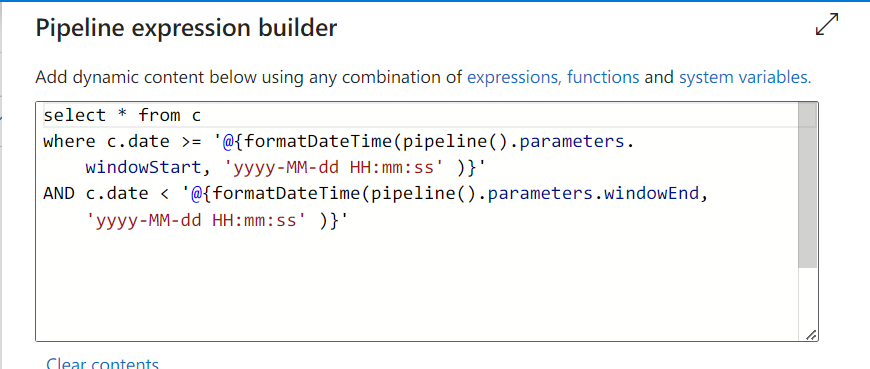 Pipeline expression builder
Add dynamic content below using any combination of expressions, functions and system variables.
select * from c
where c.date >= '@{formatDateTime(pipeline().parameters.
windowStart, 'yyyy-MM-dd HH:mm:ss' )}'
AND c.date < '@{formatDateTime(pipeline().parameters.windowEnd,
'yyyy-MM-dd HH:mm:ss' )}'
Clear contents